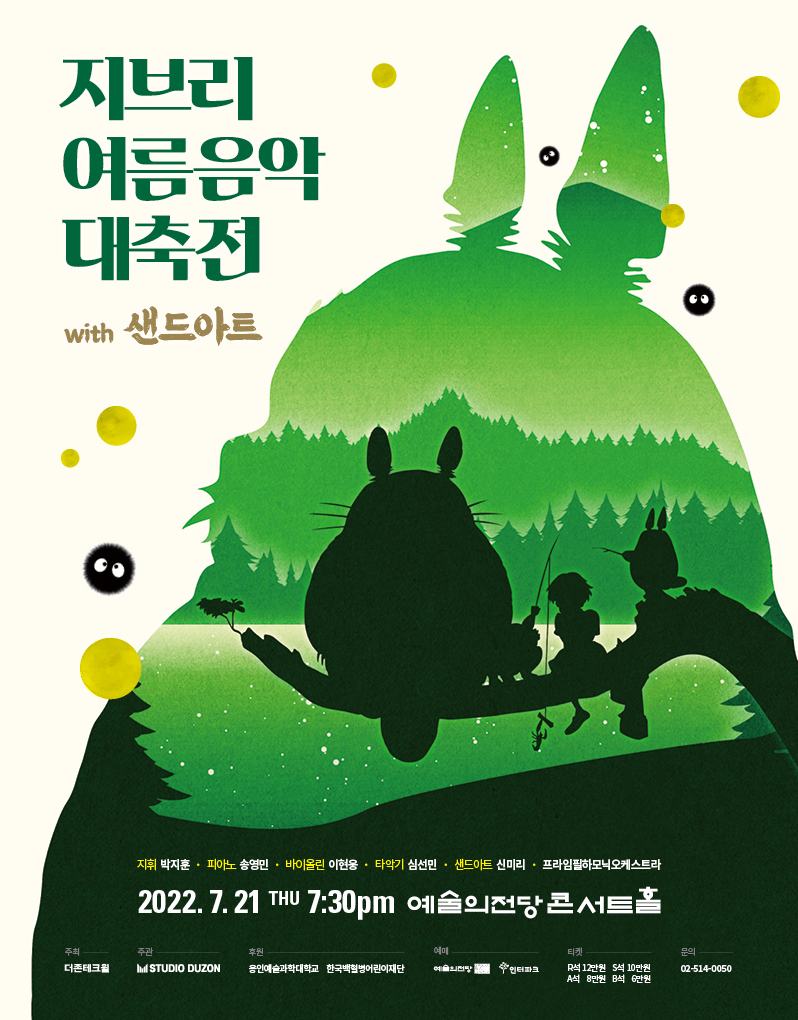 지브리
여름음악
대축전
with 샌드아트
지휘 박지훈 · 피아노 송영민 · 바이올린 이현웅 · 타악기 심선민 · 샌드아트 신미리 · 프라임필하모닉오케스트라
2022. 7. 21 THU 7:30pm 예술의전당 콘서트홀
주최 주관 후원 예매 티켓 문의
더존테크윌 STUDIO DUZON 용인예술과학대학교 한국백혈병어린이재단 예술의전당 인터파크 R석 12만원 S석 10만원 02-514-0050
A석 8만원 B석 6만원